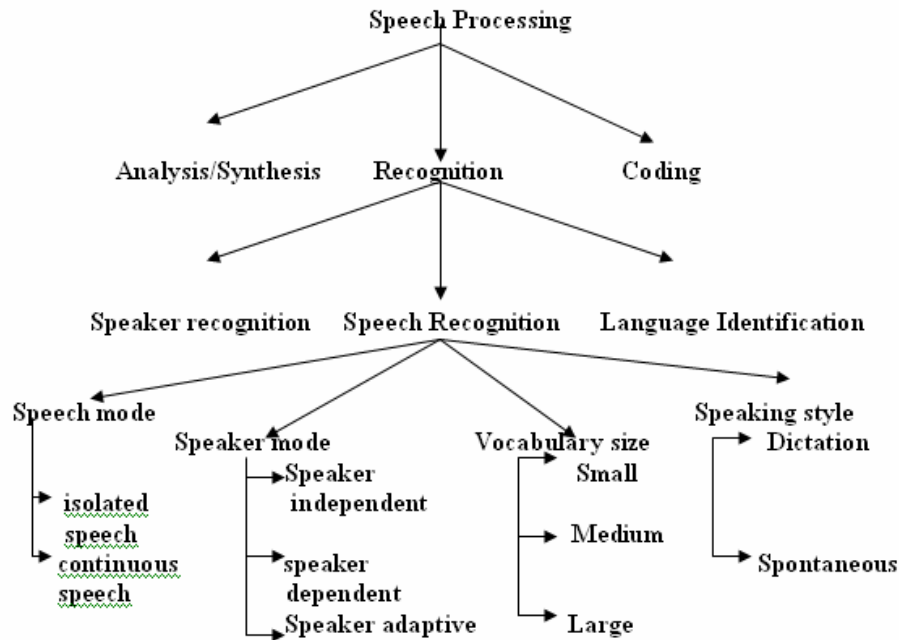 Speech Processing
Analysis/Synthesis
Recognition
Coding
Speaker recognition
Speech Recognition
Language Identification
Speech mode
isolated
speech
continuous
speech
Speaker mode
Speaker
independent
speaker
dependent
Speaker adaptive
Vocabulary size
Small
Medium
Large
Speaking style
Dictation
Spontaneous